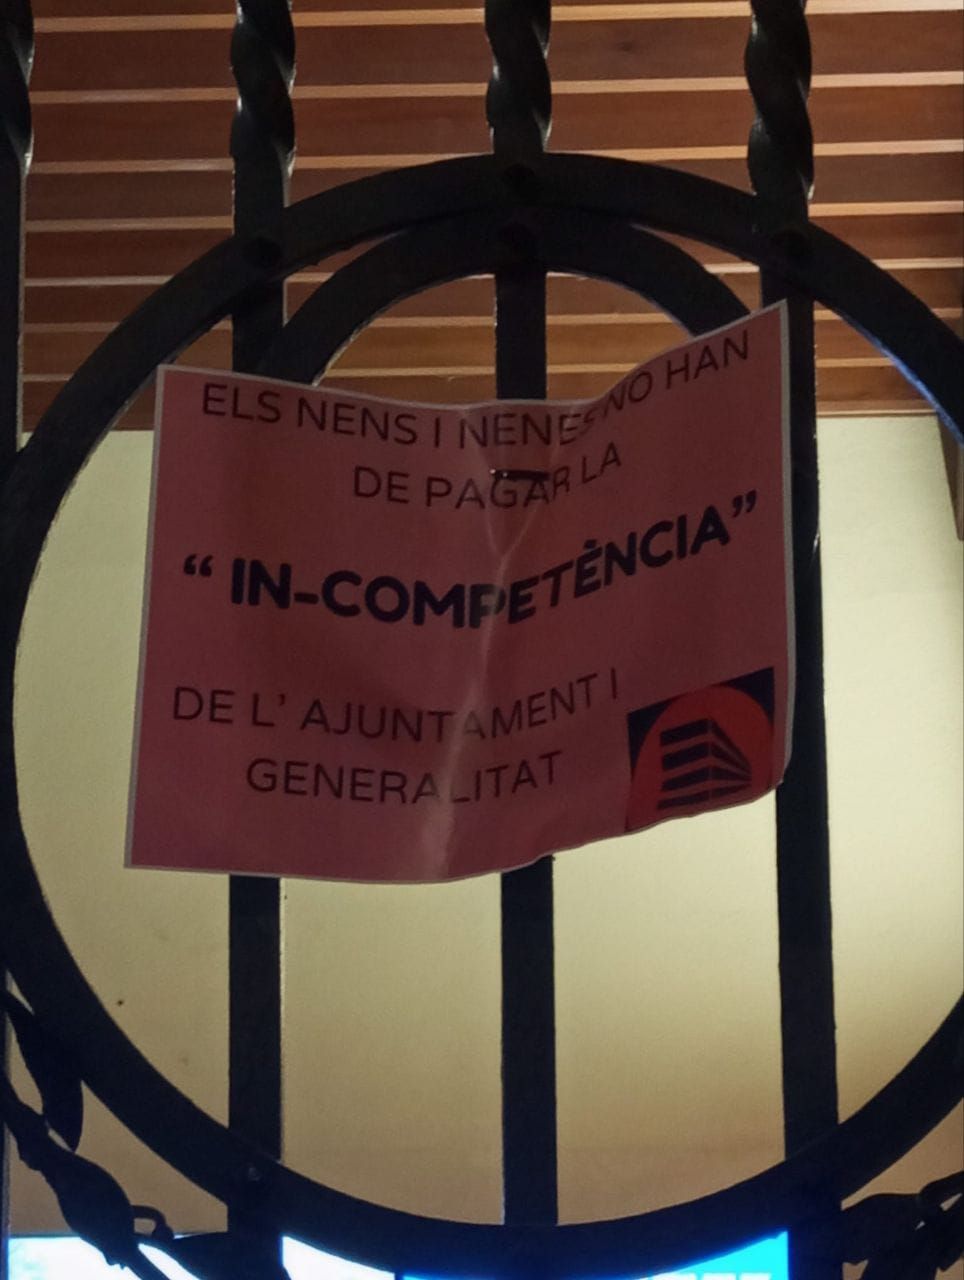 ELS NENS I NENES NO HAN
DE PAGAR LA
“ IN-COMPETÈNCIA”
DE L’ AJUNTAMENT I
GENERALITAT